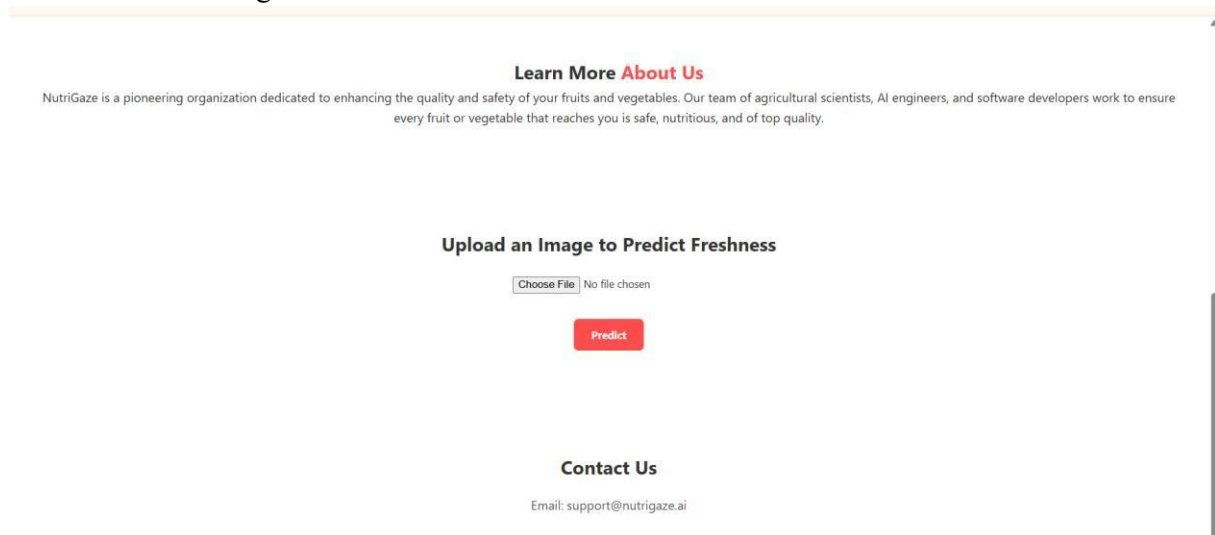 Learn More About Us
NutriGaze is a pioneering organization dedicated to enhancing the quality and safety of your fruits and vegetables. Our team of agricultural scientists, AI engineers, and software developers work to ensure
every fruit or vegetable that reaches you is safe, nutritious, and of top quality.
Upload an Image to Predict Freshness
Choose File No file chosen
Predict
Contact Us
Email: support@nutrigaze.ai